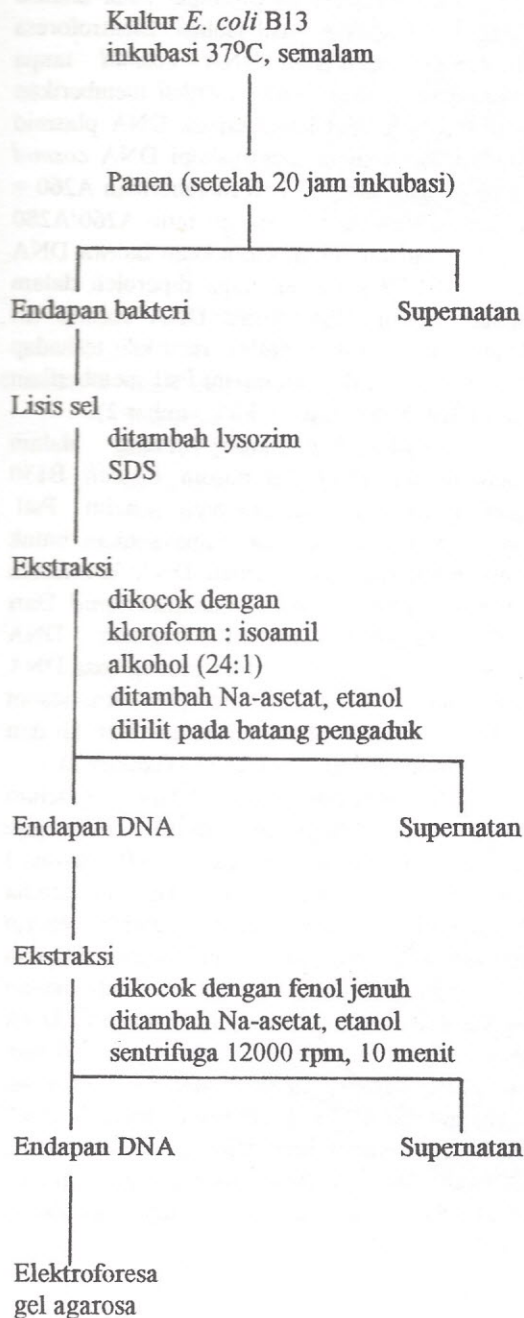 Kultur E. coli B13
inkubasi 37⁰C, semalam
Panen (setelah 20 jam inkubasi)
Endapan bakteri Supernatan
Lisis sel
ditambah lysozim
SDS
Ekstraksi
dikocok dengan
kloroform : isoamil
alkohol (24:1)
ditambah Na-asetat, etanol
dililit pada batang pengaduk
Endapan DNA Supernatan
Ekstraksi
dikocok dengan fenol jenuh
ditambah Na-asetat, etanol
sentrifuga 12000 rpm, 10 menit
Endapan DNA Supernatan
Elektroforesa
gel agarosa